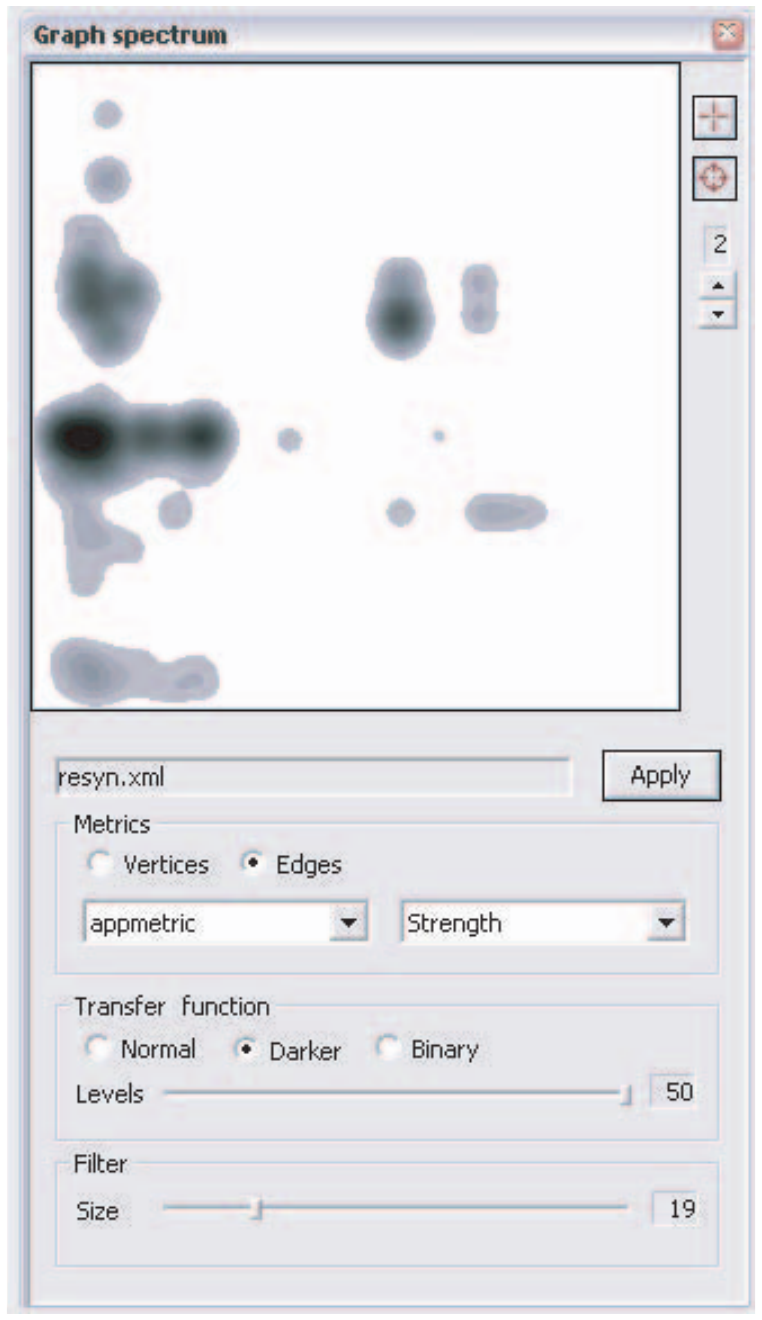 Graph spectrum
2
resyn.xml
Apply
Metrics
Vertices Edges
appmetric Strength
Transfer function
Normal Darker Binary
Levels 50
Filter
Size 19